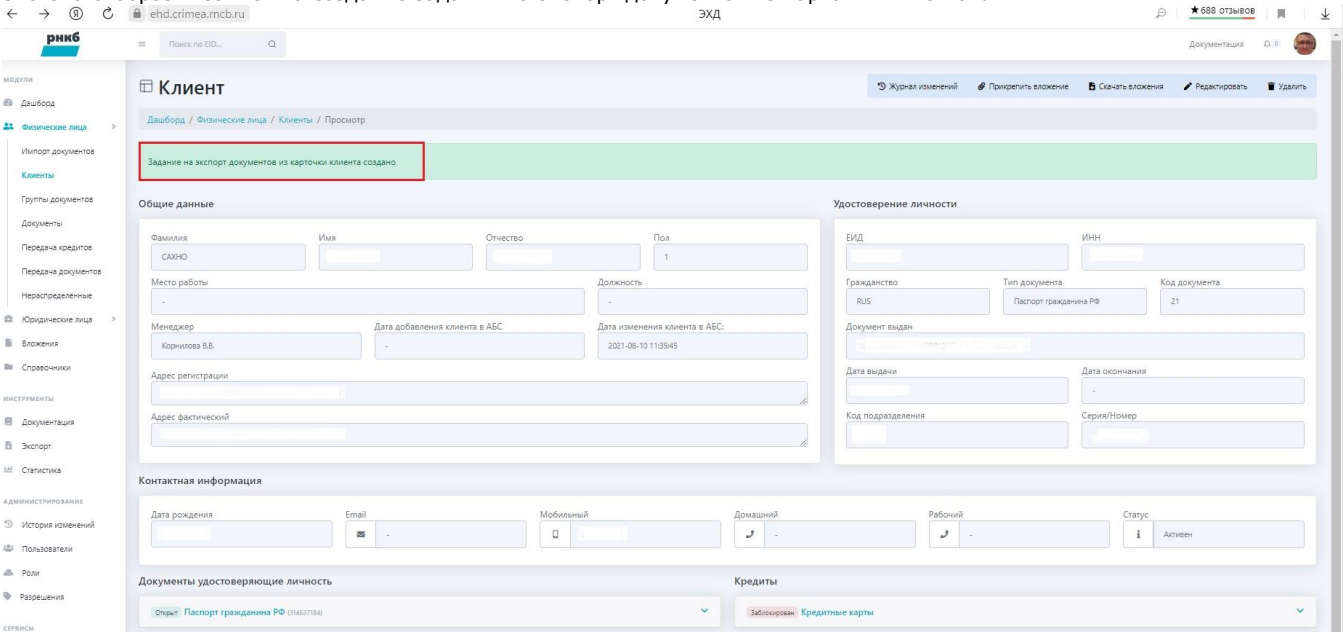 ehd.crimea.rncb.ru
ЭХД
★688 отзывов
рнкб
Поиск по EID...
Документация
0
МОДУЛИ
Дашборд
Физические лица
Импорт документов
Клиенты
Группы документов
Документы
Передача кредитов
Передача документов
Нераспределенные
Юридические лица
Вложения
Справочники
ИНСТРУМЕНТЫ
Документация
Экспорт
Статистика
АДМИНИСТРИРОВАНИЕ
История изменений
Пользователи
Роли
Разрешения
СЕРВИСЫ
Клиент
Журнал изменений
Прикрепить вложение
Скачать вложения
Редактировать
Удалить
Дашборд / Физические лица / Клиенты / Просмотр
Задание на экспорт документов из карточки клиента создано
Общие данные
Фамилия Имя Отчество Пол
САХНО 1
Место работы Должность
- -
Менеджер Дата добавления клиента в АБС Дата изменения клиента в АБС:
Корнилова В.В. - 2021-08-10 11:35:45
Адрес регистрации
Адрес фактический
Удостоверение личности
ЕИД ИНН
Гражданство Тип документа Код документа
RUS Паспорт гражданина РФ 21
Документ выдан
Дата выдачи Дата окончания
-
Код подразделения Серия/Номер
Контактная информация
Дата рождения Email Мобильный Домашний Рабочий Статус
- - - Активен
Документы удостоверяющие личность
Открыт Паспорт гражданина РФ (314637184)
Кредиты
Заблокирован Кредитные карты